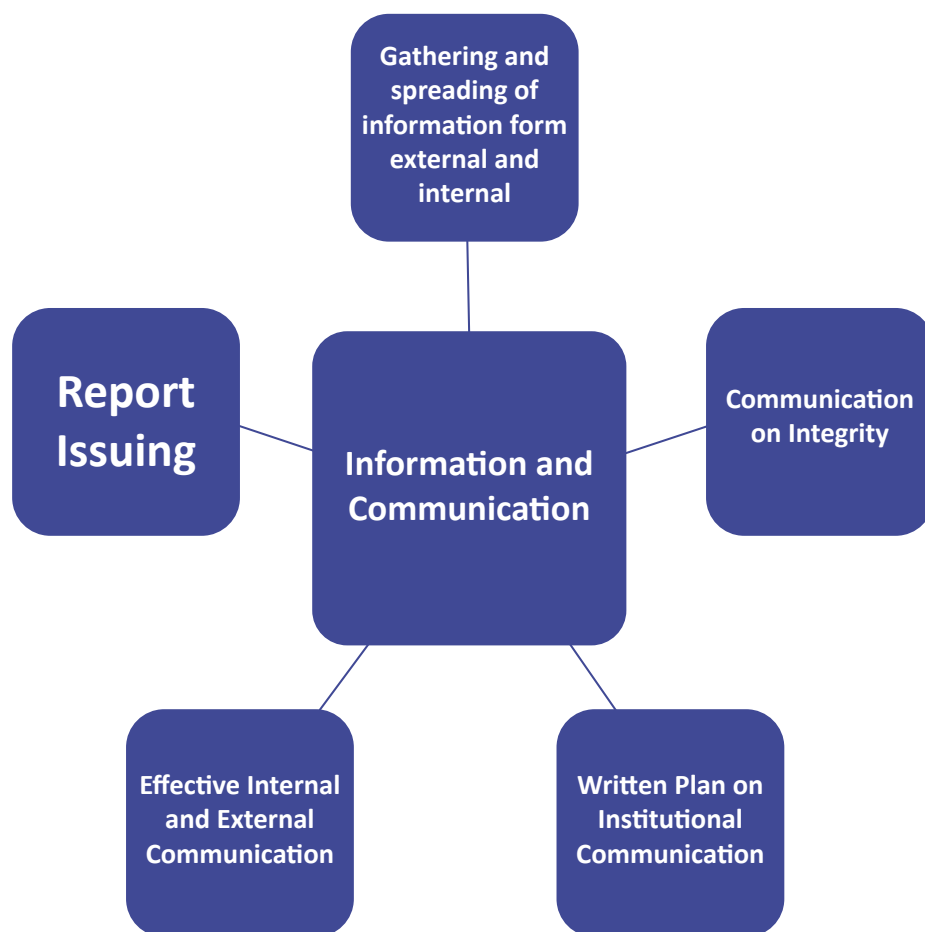 Gathering and
spreading of
information form
external and
internal
Report
Issuing
Information and
Communication
Communication
on Integrity
Effective Internal
and External
Communication
Written Plan on
Institutional
Communication